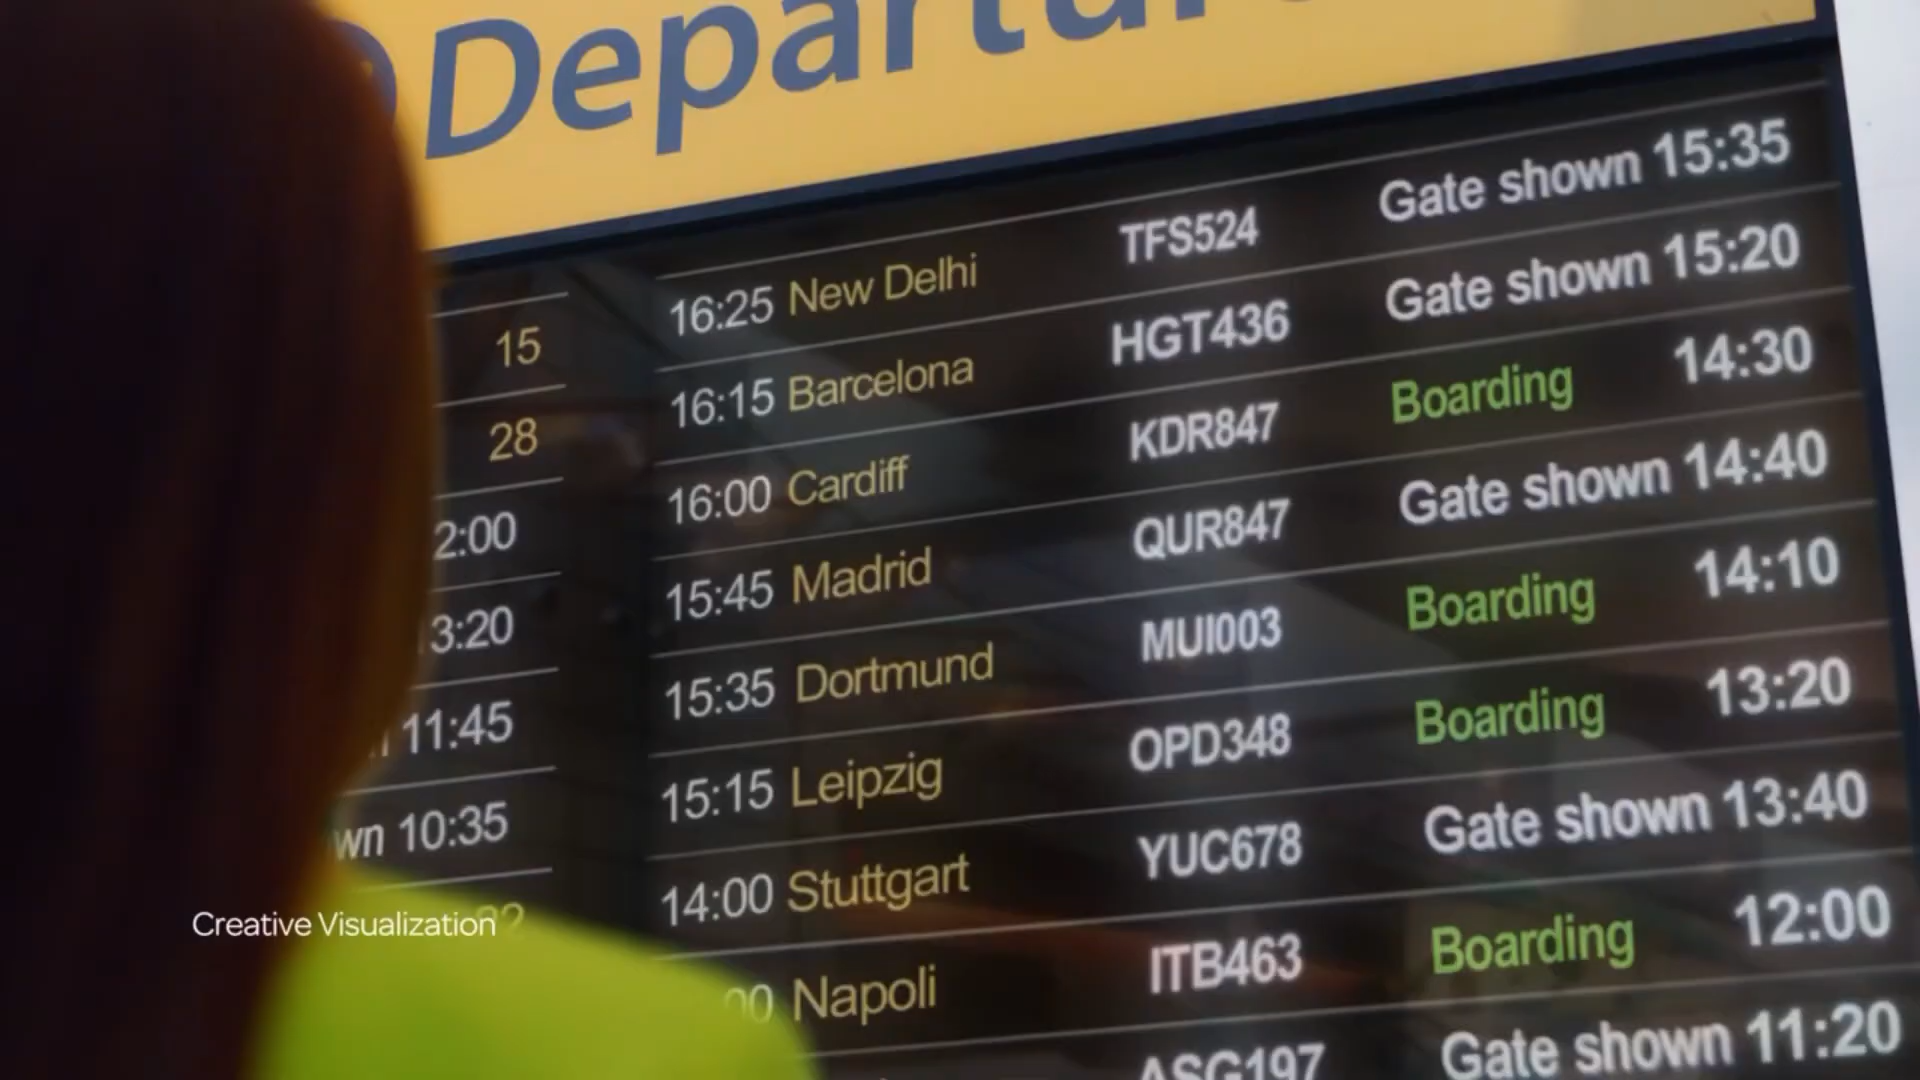 Departur
15
28
2:00
3:20
11:45
wn 10:35
16:25 New Delhi TFS524 Gate shown 15:35
16:15 Barcelona HGT436 Gate shown 15:20
16:00 Cardiff KDR847 Boarding 14:30
15:45 Madrid QUR847 Gate shown 14:40
15:35 Dortmund MUI003 Boarding 14:10
15:15 Leipzig OPD348 Boarding 13:20
14:00 Stuttgart YUC678 Gate shown 13:40
00 Napoli ITB463 Boarding 12:00
ASG197 Gate shown 11:20
Creative Visualization